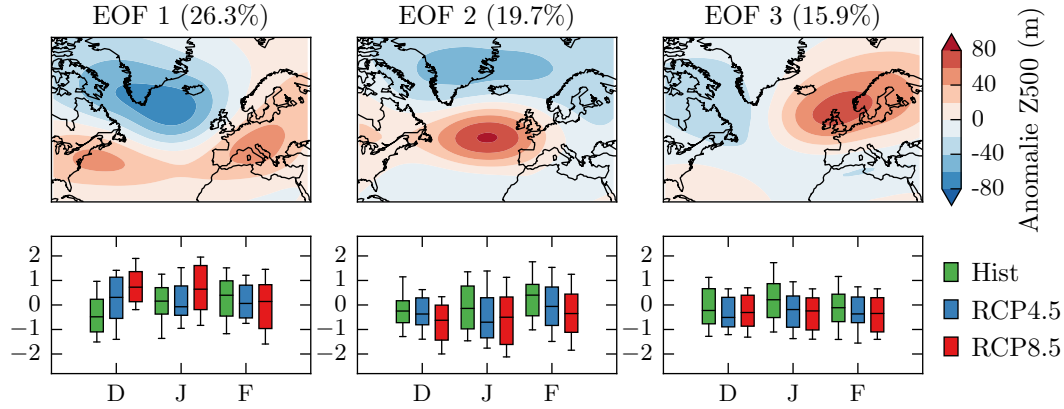 EOF 1 (26.3%)
EOF 2 (19.7%)
EOF 3 (15.9%)
80
40
0
-40
-80
Anomalie Z500 (m)
2
1
0
−1
−2
D J F
2
1
0
−1
−2
D J F
2
1
0
−1
−2
D J F
Hist
RCP4.5
RCP8.5